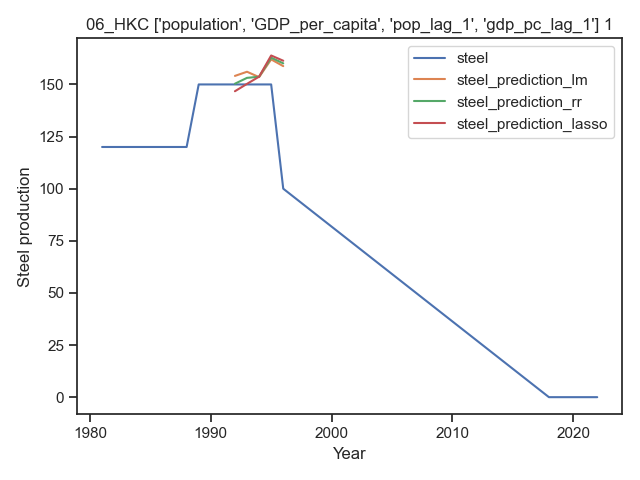 06_HKC ['population', 'GDP_per_capita', 'pop_lag_1', 'gdp_pc_lag_1'] 1
steel
steel_prediction_lm
steel_prediction_rr
steel_prediction_lasso
Steel production
150
125
100
75
50
25
0
1980 1990 2000 2010 2020
Year